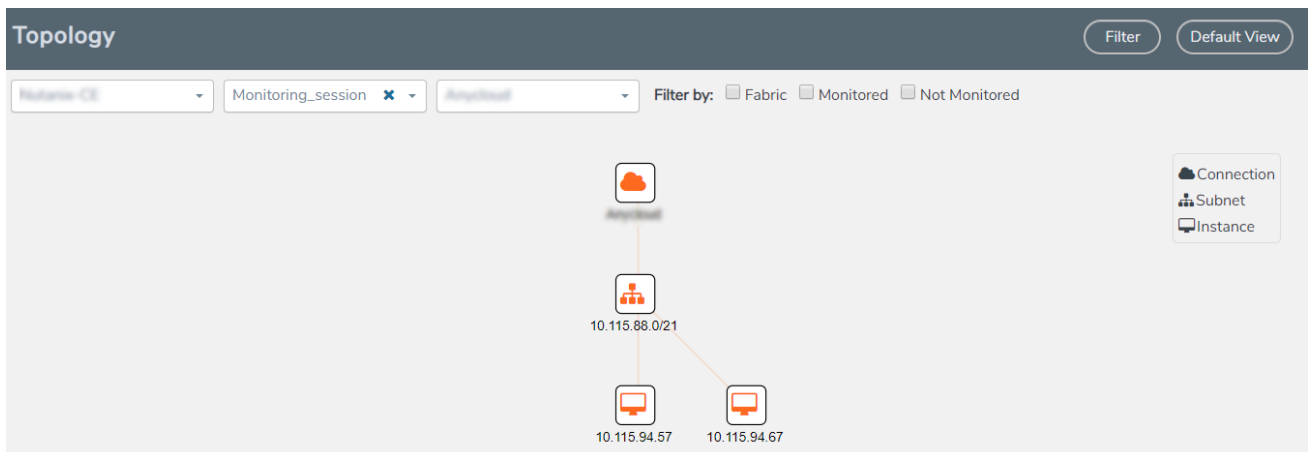 Topology
Filter
Default View
Monitoring_session
Filter by: Fabric Monitored Not Monitored
Connection
Subnet
Instance
10.115.88.0/21
10.115.94.57
10.115.94.67